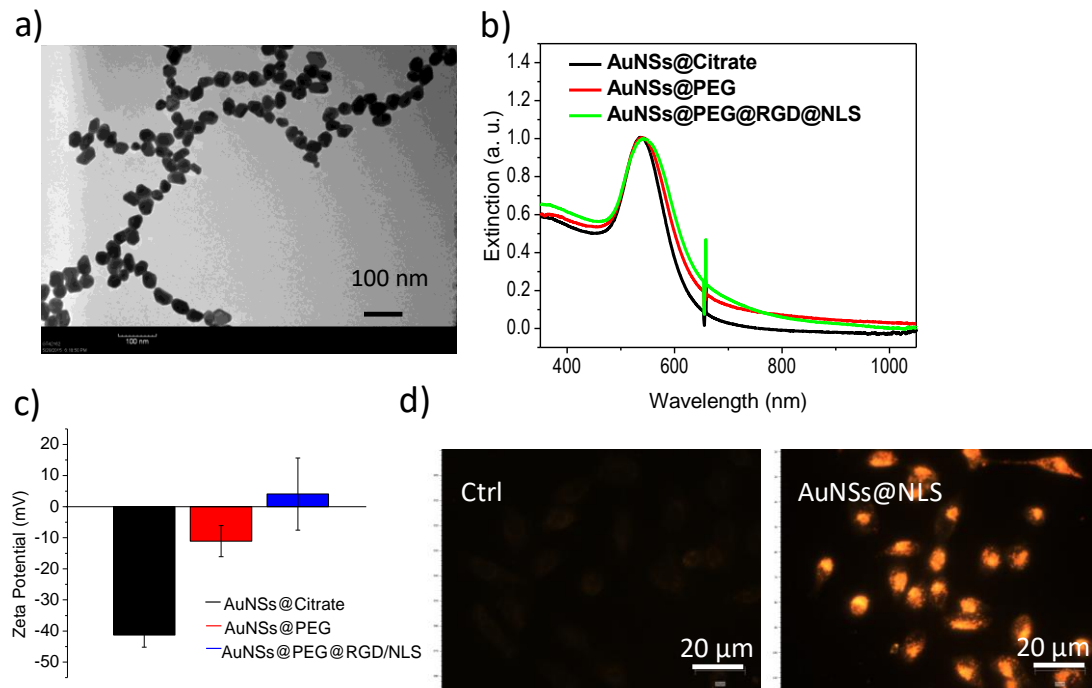 a)
100 nm
100 nm
b)
AuNSs@Citrate
AuNSs@PEG
AuNSs@PEG@RGD@NLS
Extinction (a. u.)
1.4
1.2
1.0
0.8
0.6
0.4
0.2
0.0
400 600 800 1000
Wavelength (nm)
c)
Zeta Potential (mV)
20
10
0
-10
-20
-30
-40
-50
AuNSs@Citrate
AuNSs@PEG
AuNSs@PEG@RGD/NLS
d)
Ctrl
20 μm
AuNSs@NLS
20 μm